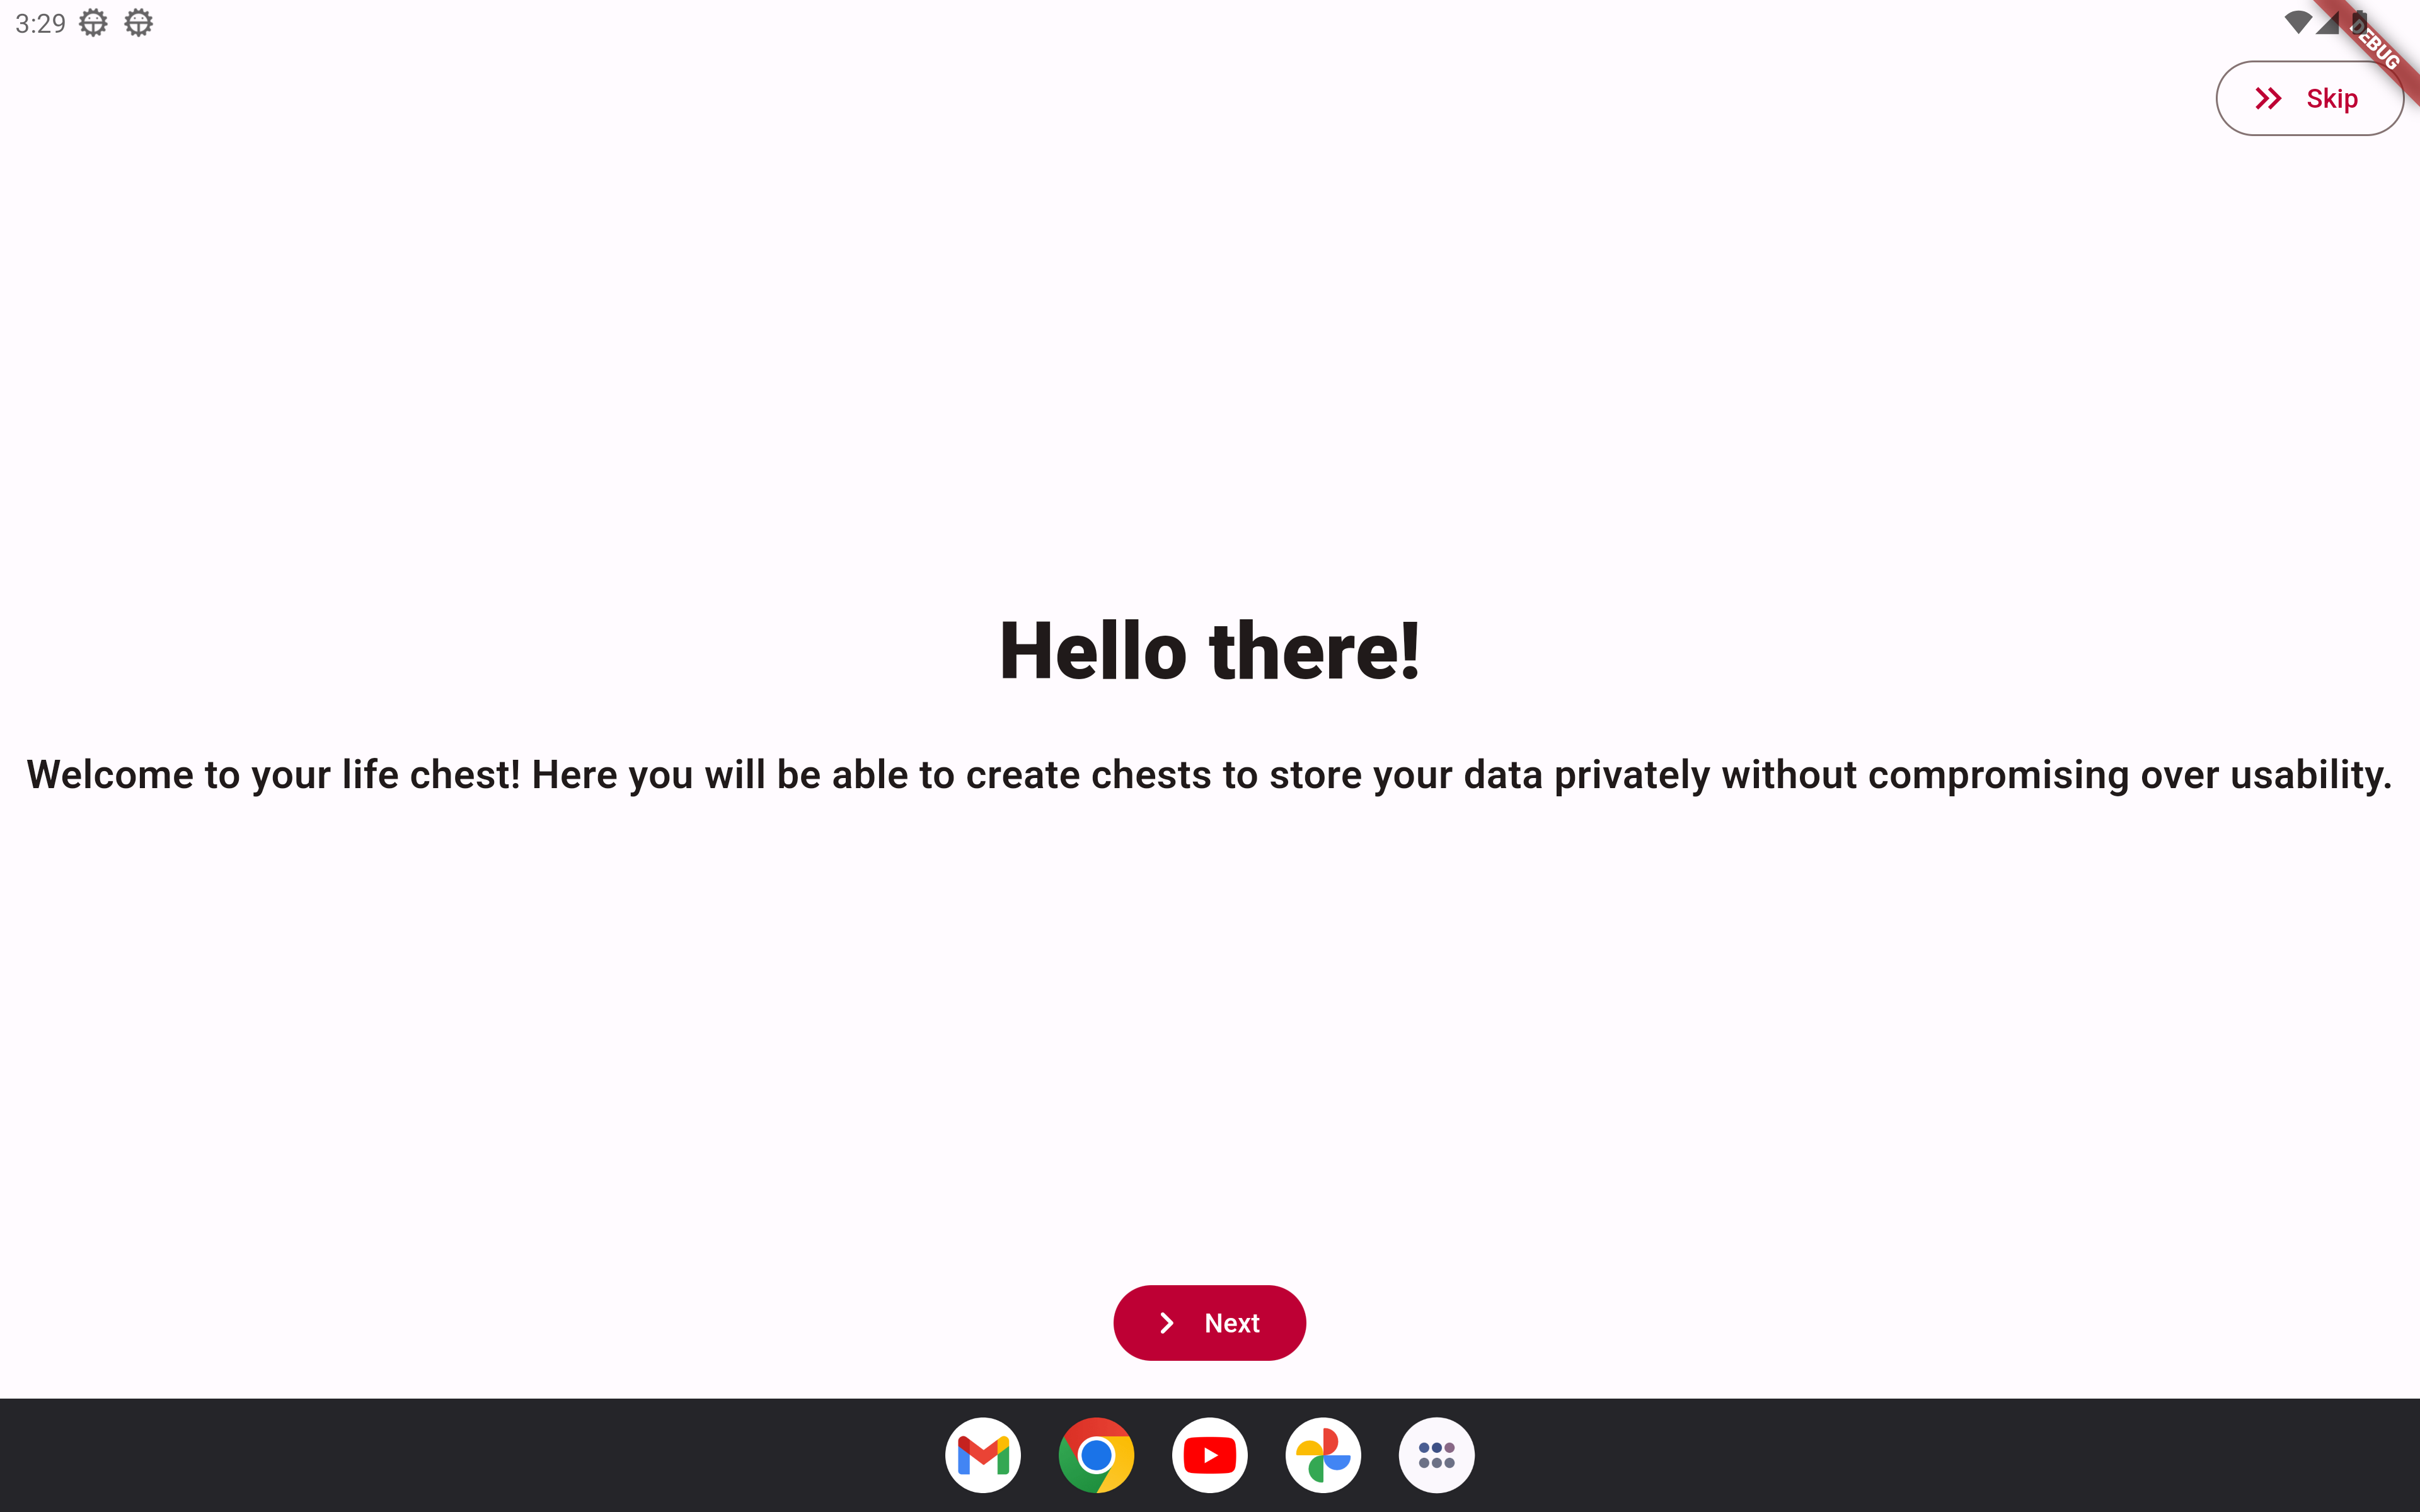 3:29
DEBUG
Skip
Hello there!
Welcome to your life chest! Here you will be able to create chests to store your data privately without compromising over usability.
Next